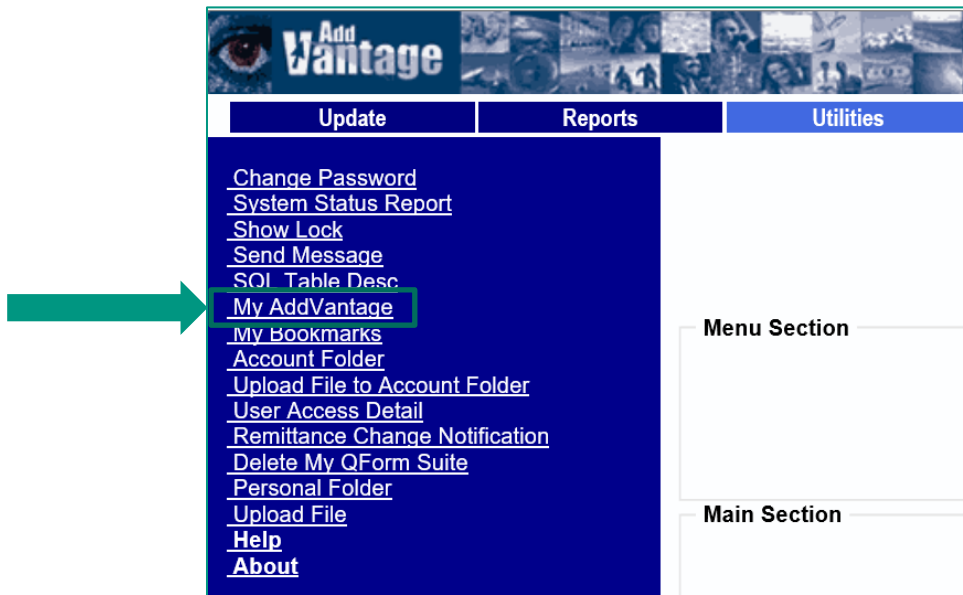 Add
Vantage
Update Reports Utilities
Change Password
System Status Report
Show Lock
Send Message
SQL Table Desc
My AddVantage
My Bookmarks
Account Folder
Upload File to Account Folder
User Access Detail
Remittance Change Notification
Delete My QForm Suite
Personal Folder
Upload File
Help
About
Menu Section
Main Section